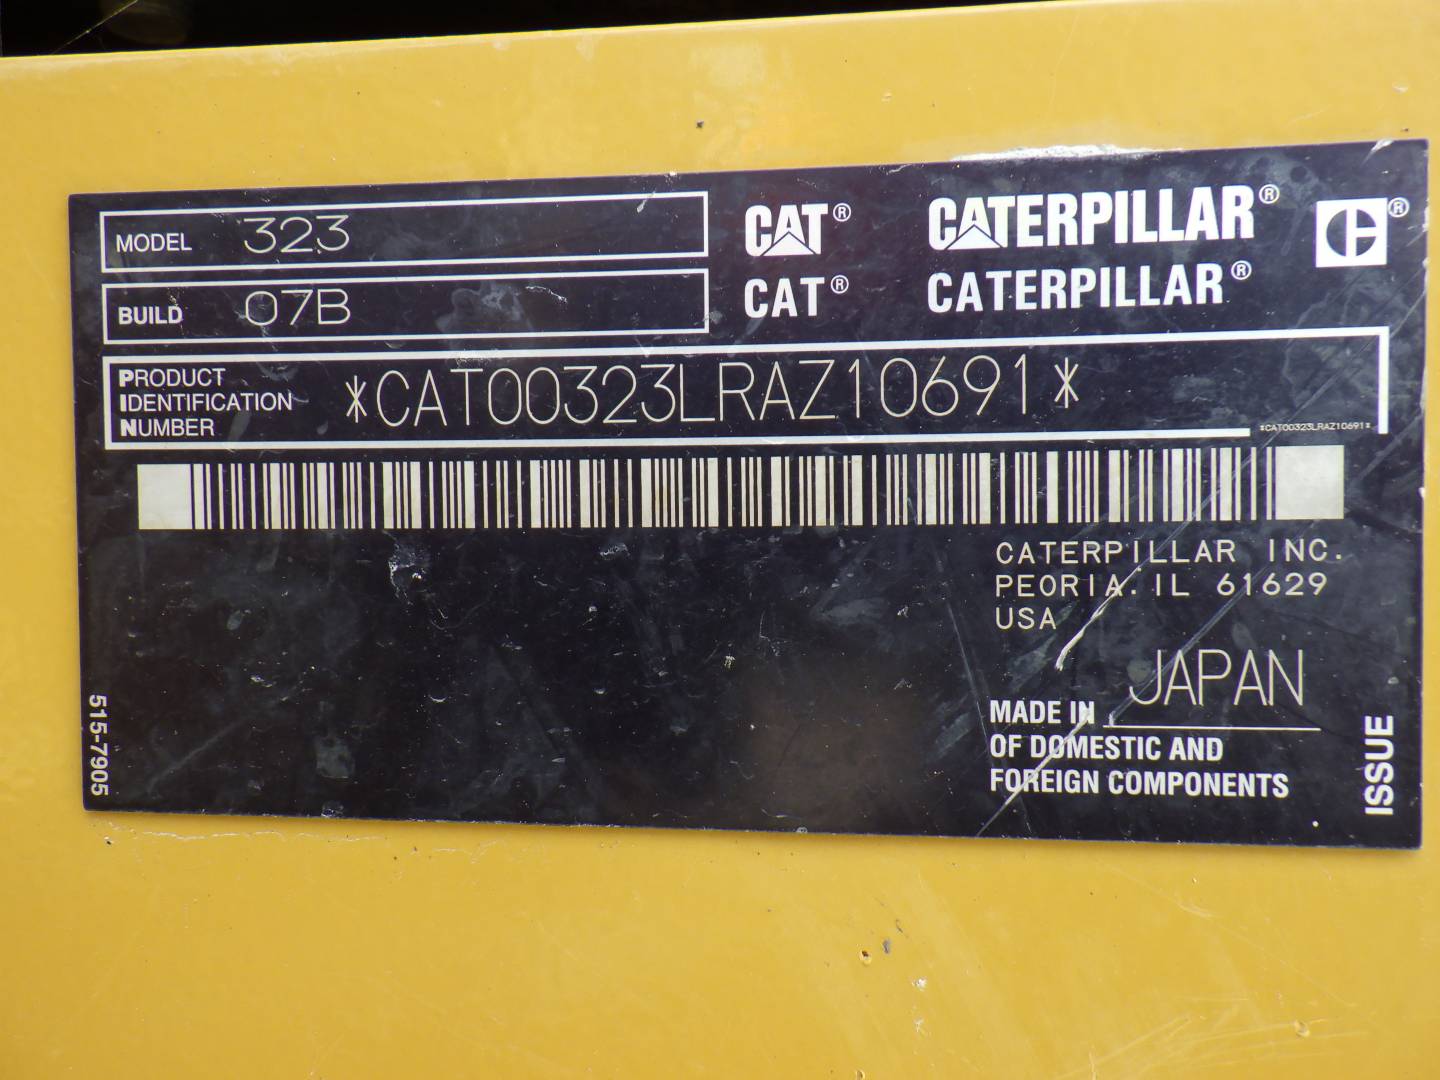 MODEL 323
BUILD 07B
CAT® CATERPILLAR®
CAT® CATERPILLAR®
PRODUCT
IDENTIFICATION
NUMBER
*CAT00323LRAZ10691*
*CAT00323LRAZ10691*
CATERPILLAR INC.
PEORIA. IL 61629
USA
MADE IN JAPAN
OF DOMESTIC AND
FOREIGN COMPONENTS
515-7905
ISSUE